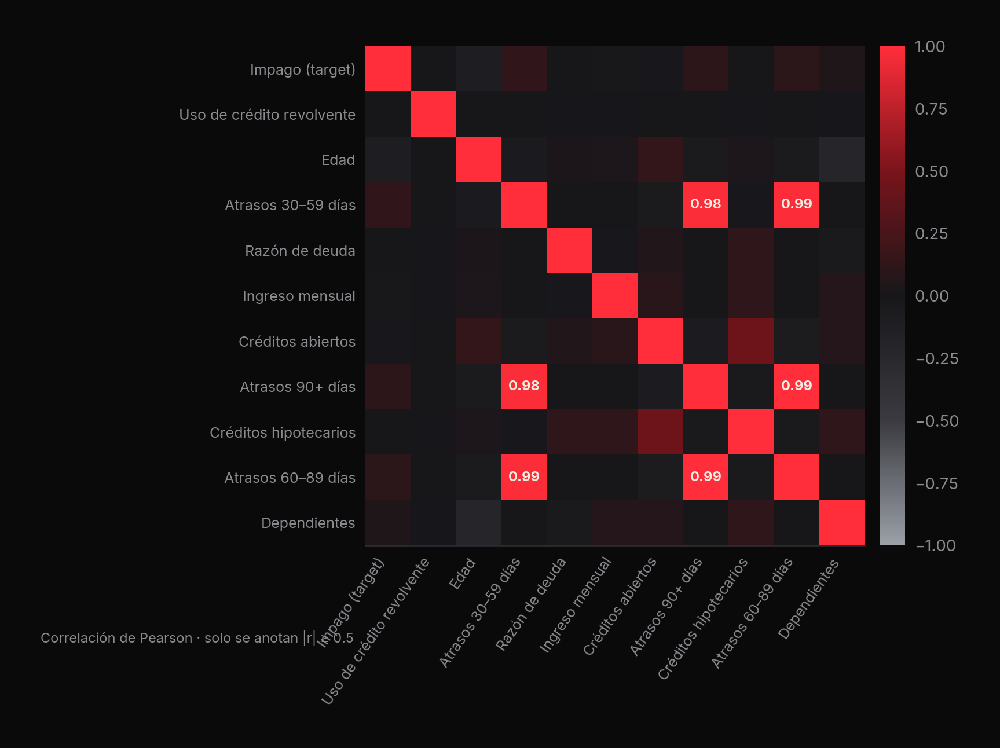 Impago (target)
Uso de crédito revolvente
Edad
Atrasos 30–59 días
0.98
0.99
Razón de deuda
Ingreso mensual
Créditos abiertos
Atrasos 90+ días
0.98
0.99
Créditos hipotecarios
Atrasos 60–89 días
0.99
0.99
Dependientes
1.00
0.75
0.50
0.25
0.00
−0.25
−0.50
−0.75
−1.00
Impago (target)
Uso de crédito revolvente
Edad
Atrasos 30–59 días
Razón de deuda
Ingreso mensual
Créditos abiertos
Atrasos 90+ días
Créditos hipotecarios
Atrasos 60–89 días
Dependientes
Correlación de Pearson · solo se anotan |r| 0.5